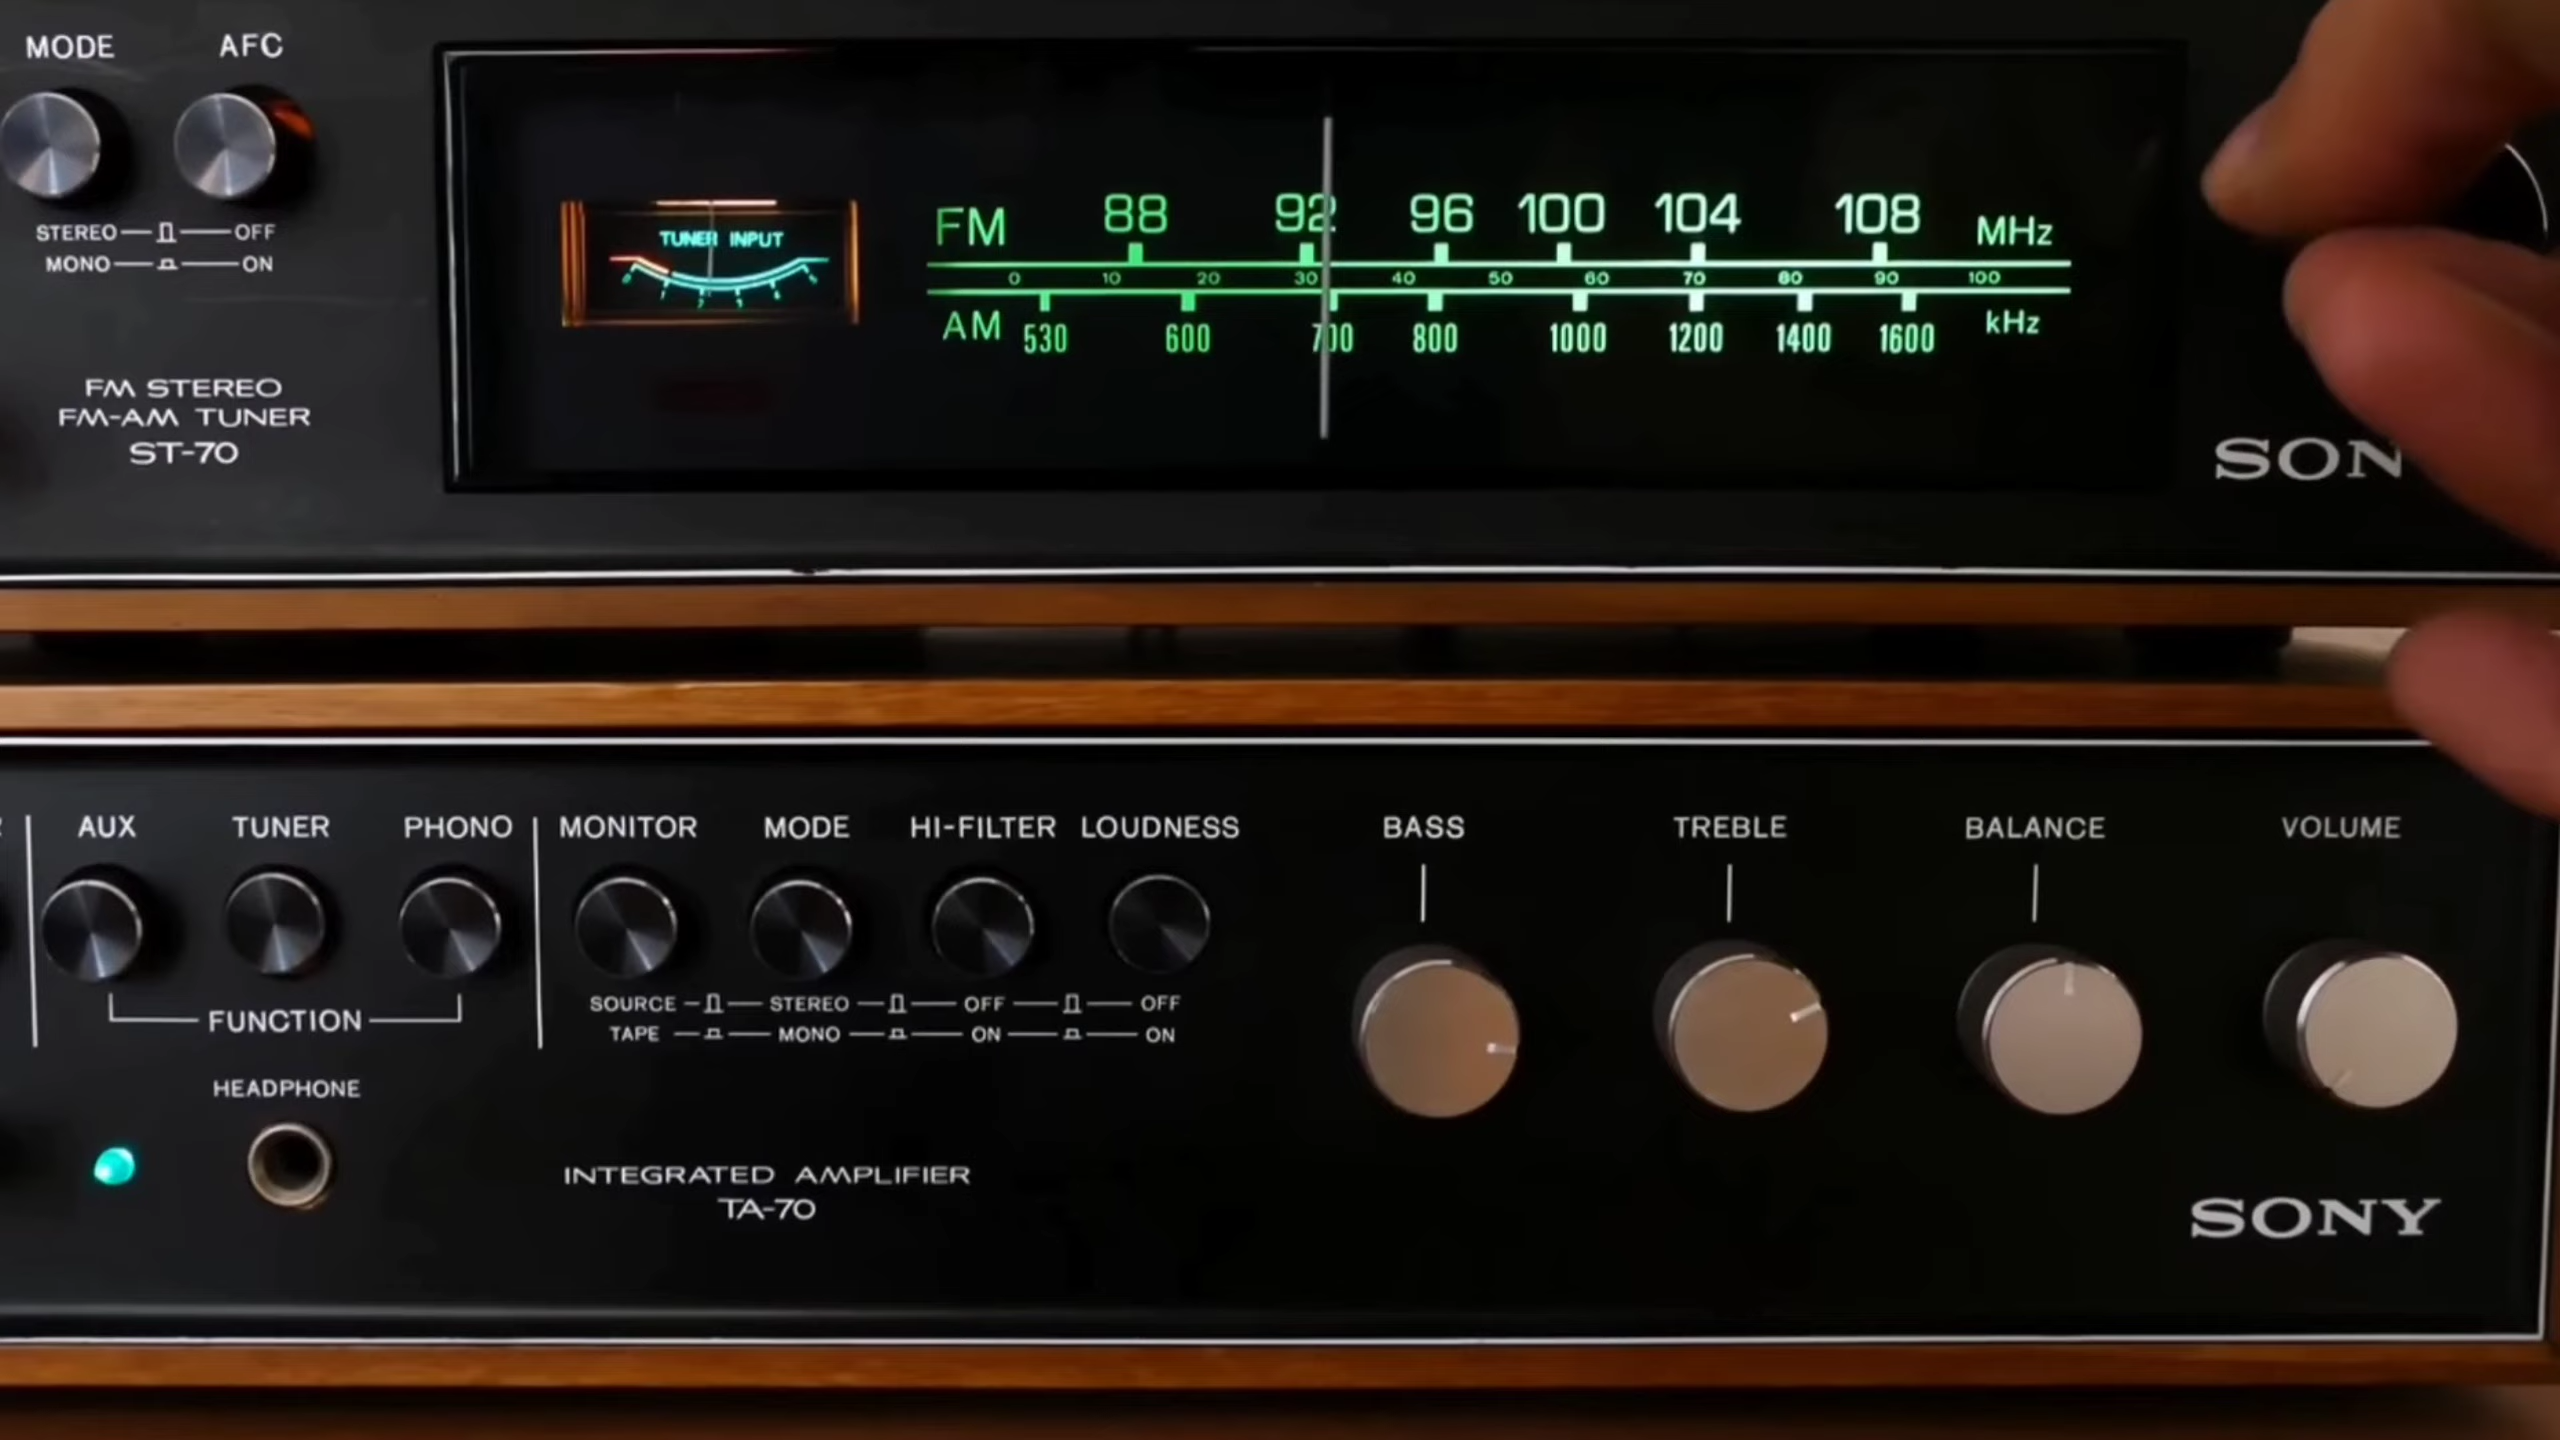 MODE AFC
STEREO OFF
MONO ON
FM STEREO
FM-AM TUNER
ST-70
TUNER INPUT
FM 88 92 96 100 104 108 MHz
0 10 20 30 40 50 60 70 80 90 100
AM 530 600 700 800 1000 1200 1400 1600 kHz
SON
AUX TUNER PHONO MONITOR MODE HI-FILTER LOUDNESS BASS TREBLE BALANCE VOLUME
SOURCE STEREO OFF OFF
TAPE MONO ON ON
FUNCTION
HEADPHONE
INTEGRATED AMPLIFIER
TA-70
SONY